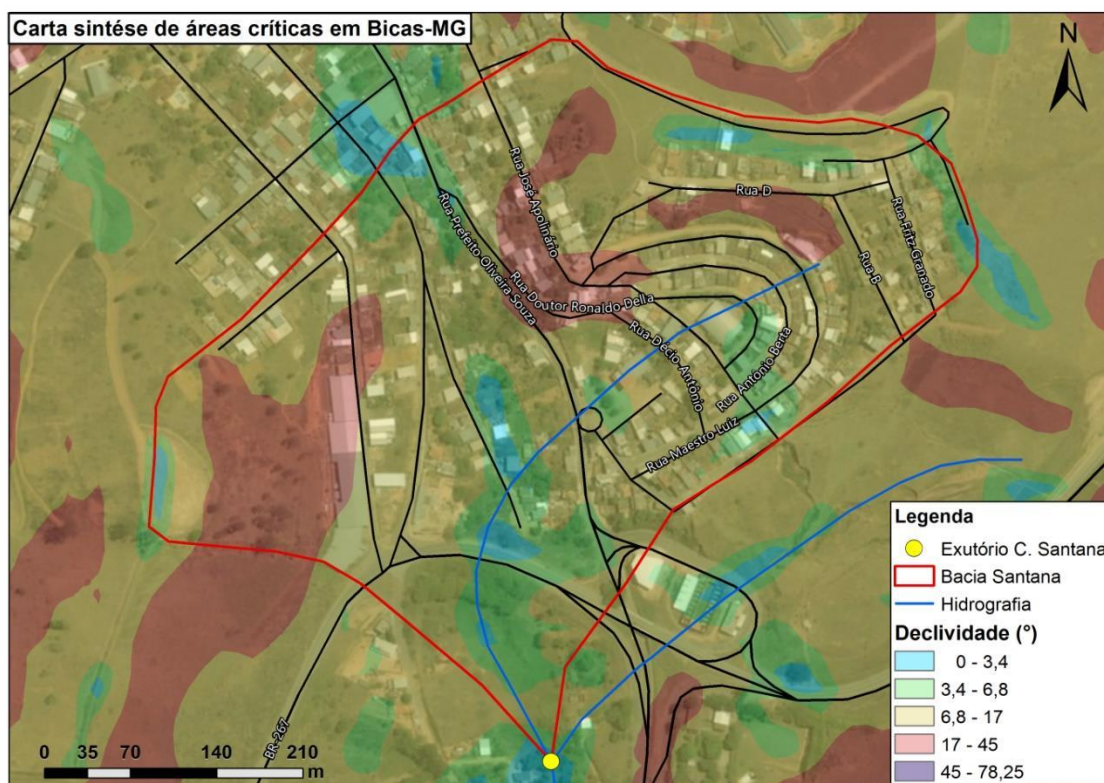 Carta sintése de áreas críticas em Bicas-MG
N
Rua José Apolinário
Rua D
Rua Fritz Granado
Rua Prefeito Oliveira Souza
Rua B
Rua Doutor Ronaldo Della
Rua Décio Antônio
Rua Antônio Berta
Rua Maestro Luiz
BR-267
0 35 70 140 210
m
Legenda
Exutório C. Santana
Bacia Santana
Hidrografia
Declividade (°)
0 - 3,4
3,4 - 6,8
6,8 - 17
17 - 45
45 - 78,25